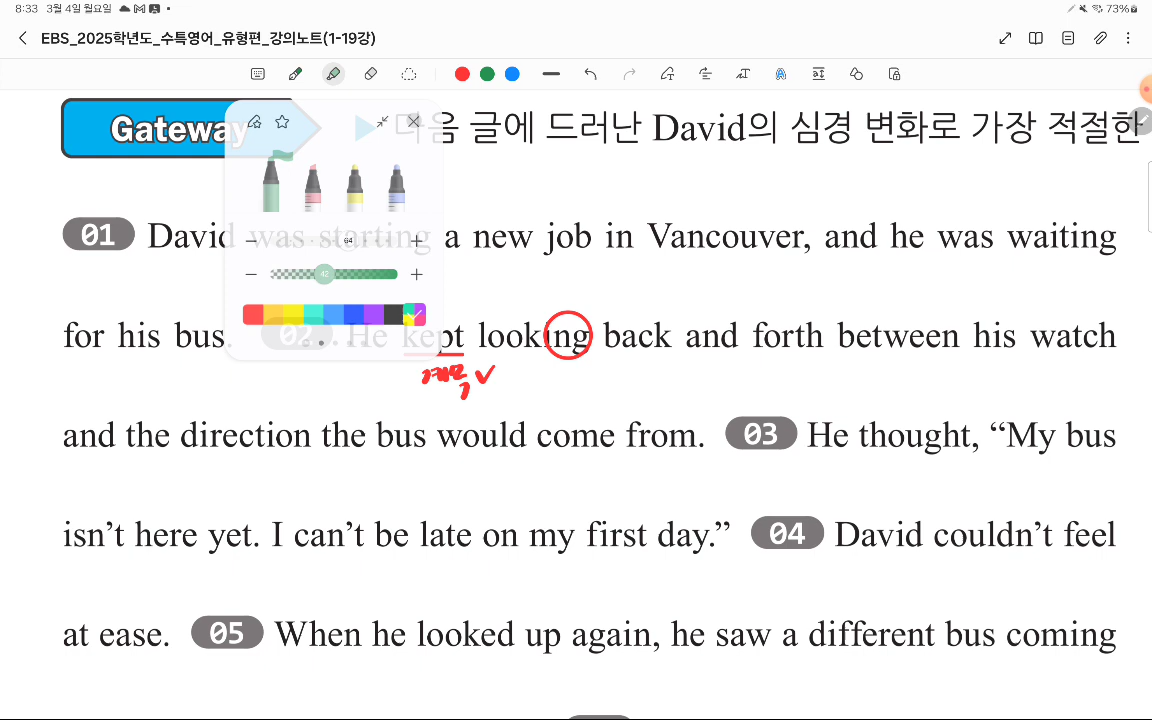 8:33 3월 4일 월요일 73%
EBS_2025학년도_수특영어_유형편_강의노트(1-19강)
Gateway 다음 글에 드러난 David의 심경 변화로 가장 적절한
01 David was starting a new job in Vancouver, and he was waiting
64
42
for his bus. 02 He kept looking back and forth between his watch
and the direction the bus would come from. 03 He thought, “My bus
isn’t here yet. I can’t be late on my first day.” 04 David couldn’t feel
at ease. 05 When he looked up again, he saw a different bus coming